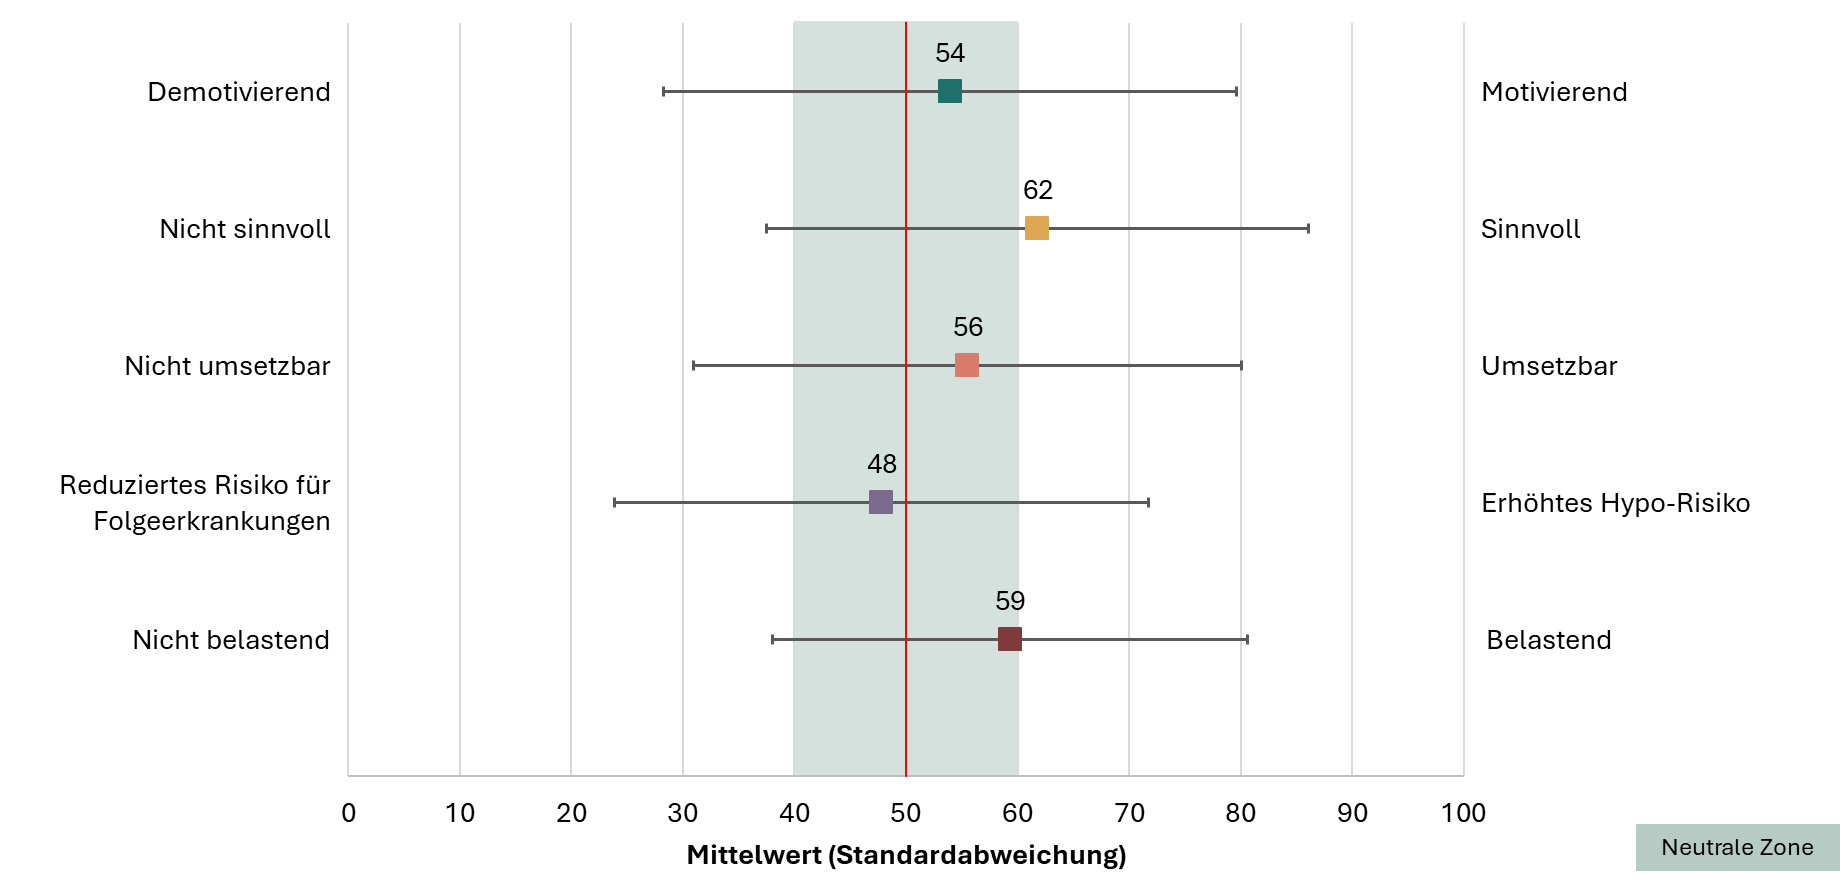 54
Demotivierend
Motivierend
62
Nicht sinnvoll
Sinnvoll
56
Nicht umsetzbar
Umsetzbar
48
Reduziertes Risiko für
Folgeerkrankungen
Erhöhtes Hypo-Risiko
59
Nicht belastend
Belastend
0 10 20 30 40 50 60 70 80 90 100
Mittelwert (Standardabweichung)
Neutrale Zone